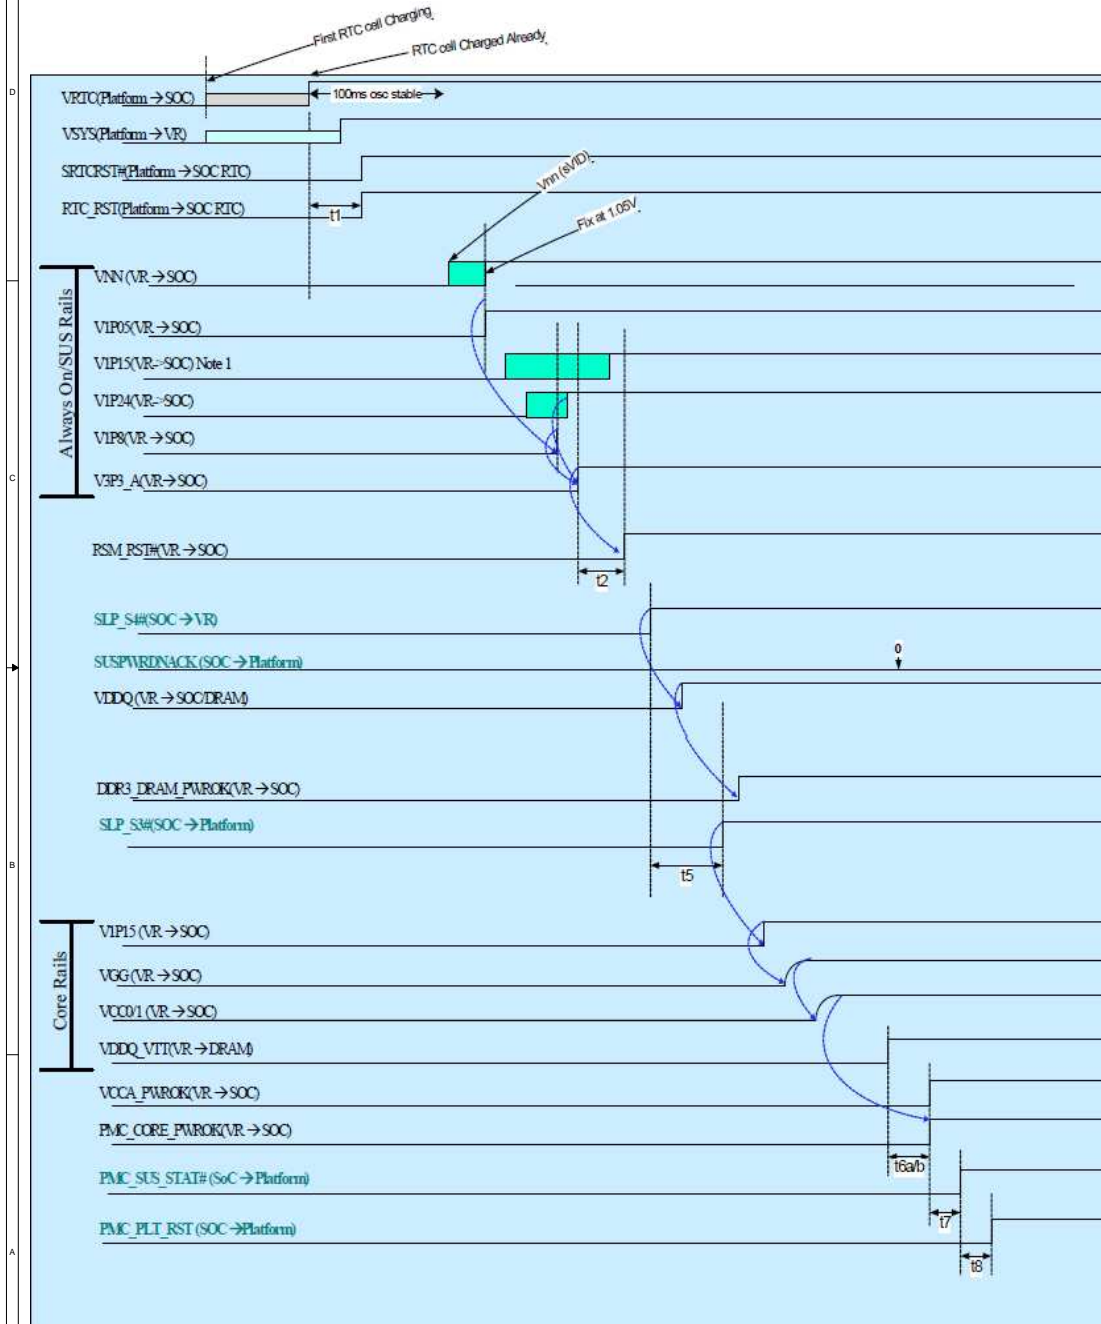 First RTC cell Charging
RTC cell Charged Already
D
VRTC(Platform→SOC)
100ms osc stable
VSYS(Platform→VR)
SRTCRST#(Platform→SOC RTC)
Vnn (sVID)
RTC_RST(Platform→SOC RTC)
t1
Fix at 1.05V
Always On/SUS Rails
VNN (VR→SOC)
V1P05(VR→SOC)
V1P15(VR->SOC) Note 1
V1P24(VR->SOC)
V1P8(VR→SOC)
C
V3P3_A(VR→SOC)
RSM_RST#(VR→SOC)
t2
SLP_S4#(SOC→VR)
0
SUSPWRDNACK (SOC→Platform)
VDDQ (VR→SOC/DRAM)
DDR3_DRAM_PWROK(VR→SOC)
SLP_S3#(SOC→Platform)
B
t5
Core Rails
V1P15 (VR→SOC)
VGG (VR→SOC)
VCC0/1 (VR→SOC)
VDDQ_VTT(VR→DRAM)
VCCA_PWROK(VR→SOC)
PMC_CORE_PWROK(VR→SOC)
t6a/b
PMC_SUS_STAT# (SoC→Platform)
t7
PMC_PLT_RST (SOC→Platform)
A
t8